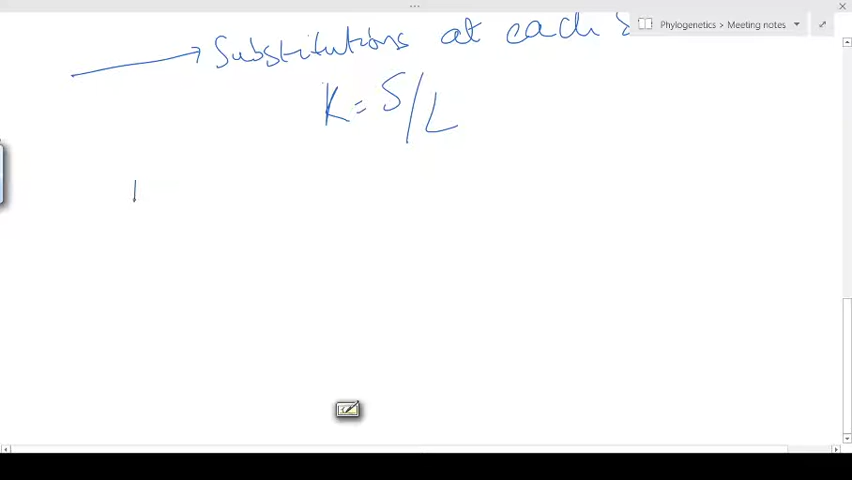 Phylogenetics > Meeting notes
Substitutions at each
K = S/L